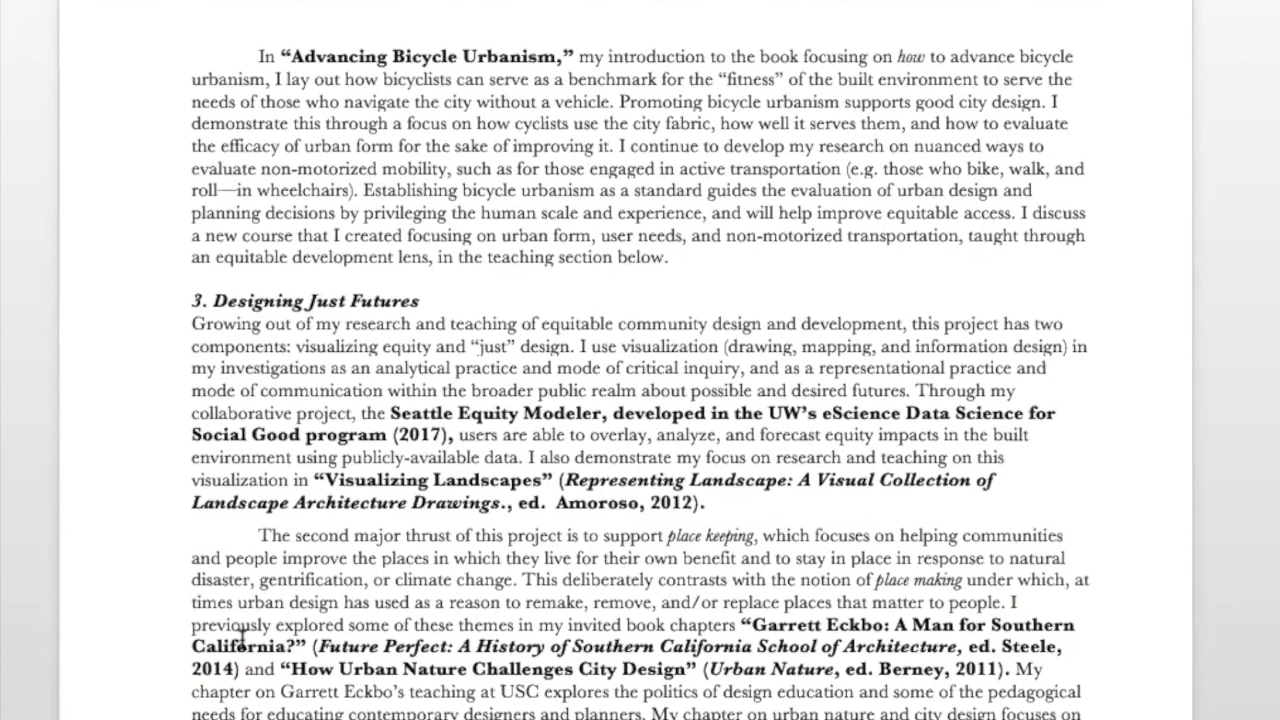 In “Advancing Bicycle Urbanism,” my introduction to the book focusing on how to advance bicycle
urbanism, I lay out how bicyclists can serve as a benchmark for the “fitness” of the built environment to serve the
needs of those who navigate the city without a vehicle. Promoting bicycle urbanism supports good city design. I
demonstrate this through a focus on how cyclists use the city fabric, how well it serves them, and how to evaluate
the efficacy of urban form for the sake of improving it. I continue to develop my research on nuanced ways to
evaluate non-motorized mobility, such as for those engaged in active transportation (e.g. those who bike, walk, and
roll—in wheelchairs). Establishing bicycle urbanism as a standard guides the evaluation of urban design and
planning decisions by privileging the human scale and experience, and will help improve equitable access. I discuss
a new course that I created focusing on urban form, user needs, and non-motorized transportation, taught through
an equitable development lens, in the teaching section below.
3. Designing Just Futures
Growing out of my research and teaching of equitable community design and development, this project has two
components: visualizing equity and “just” design. I use visualization (drawing, mapping, and information design) in
my investigations as an analytical practice and mode of critical inquiry, and as a representational practice and
mode of communication within the broader public realm about possible and desired futures. Through my
collaborative project, the Seattle Equity Modeler, developed in the UW’s eScience Data Science for
Social Good program (2017), users are able to overlay, analyze, and forecast equity impacts in the built
environment using publicly-available data. I also demonstrate my focus on research and teaching on this
visualization in “Visualizing Landscapes” (Representing Landscape: A Visual Collection of
Landscape Architecture Drawings., ed. Amoroso, 2012).
The second major thrust of this project is to support place keeping, which focuses on helping communities
and people improve the places in which they live for their own benefit and to stay in place in response to natural
disaster, gentrification, or climate change. This deliberately contrasts with the notion of place making under which, at
times urban design has used as a reason to remake, remove, and/or replace places that matter to people. I
previously explored some of these themes in my invited book chapters “Garrett Eckbo: A Man for Southern
California?” (Future Perfect: A History of Southern California School of Architecture, ed. Steele,
2014) and “How Urban Nature Challenges City Design” (Urban Nature, ed. Berney, 2011). My
chapter on Garrett Eckbo’s teaching at USC explores the politics of design education and some of the pedagogical
needs for educating contemporary designers and planners. My chapter on urban nature and city design focuses on